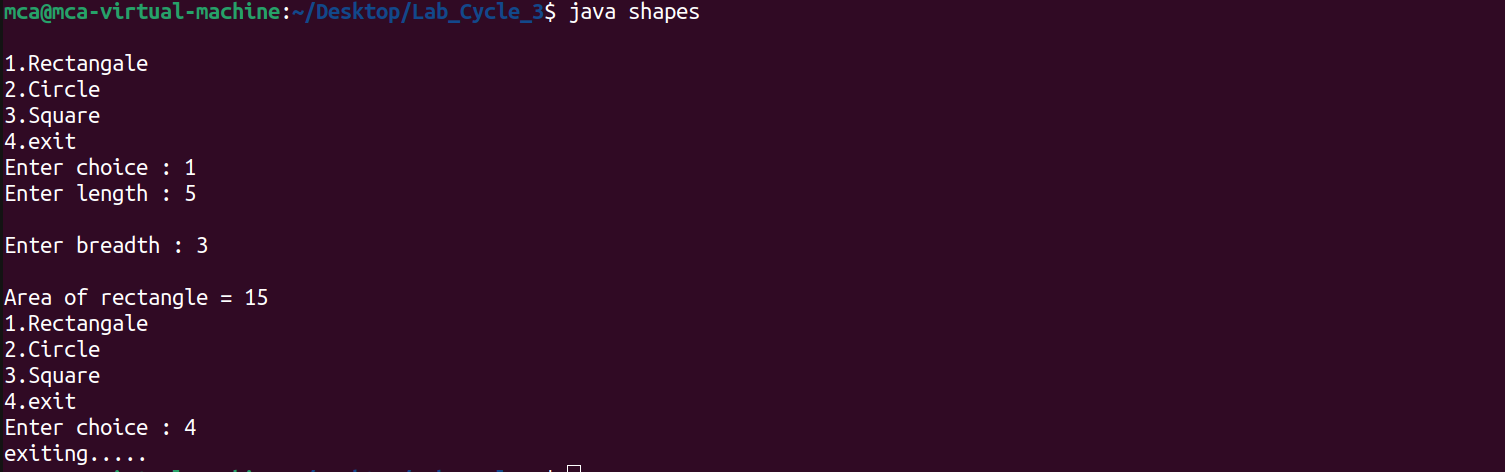 mca@mca-virtual-machine:~/Desktop/Lab_Cycle_3$ java shapes
1.Rectangale
2.Circle
3.Square
4.exit
Enter choice : 1
Enter length : 5
Enter breadth : 3
Area of rectangle = 15
1.Rectangale
2.Circle
3.Square
4.exit
Enter choice : 4
exiting.....